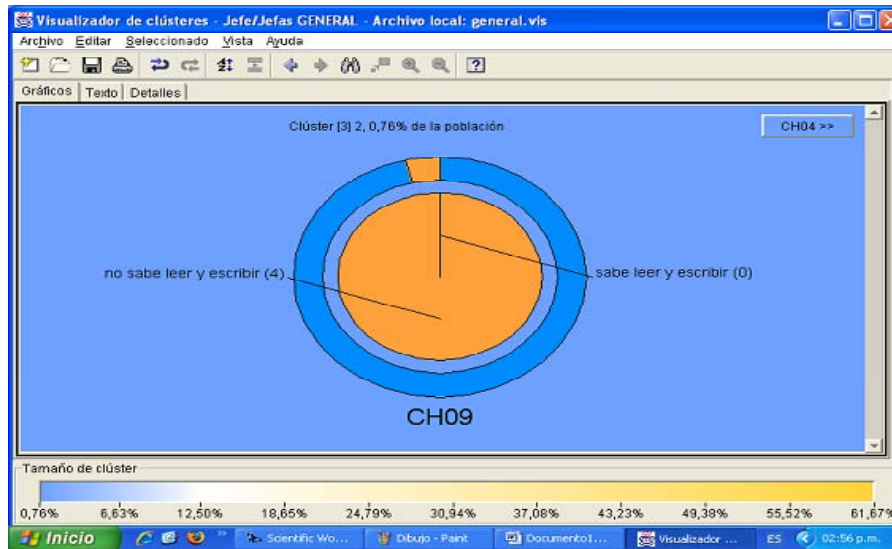 Visualizador de clústeres - Jefe/Jefas GENERAL - Archivo local: general.vis
Archivo Editar Seleccionado Vista Ayuda
Gráficos Texto Detalles
Clúster [3] 2, 0,76% de la población
CH04 >>
no sabe leer y escribir (4)
sabe leer y escribir (0)
CH09
Tamaño de clúster
0,76% 6,63% 12,50% 18,65% 24,79% 30,94% 37,08% 43,23% 49,38% 55,52% 61,67%
Inicio Scientific Wo... Dibujo - Paint Documento1... Visualizador ... ES 02:56 p.m.